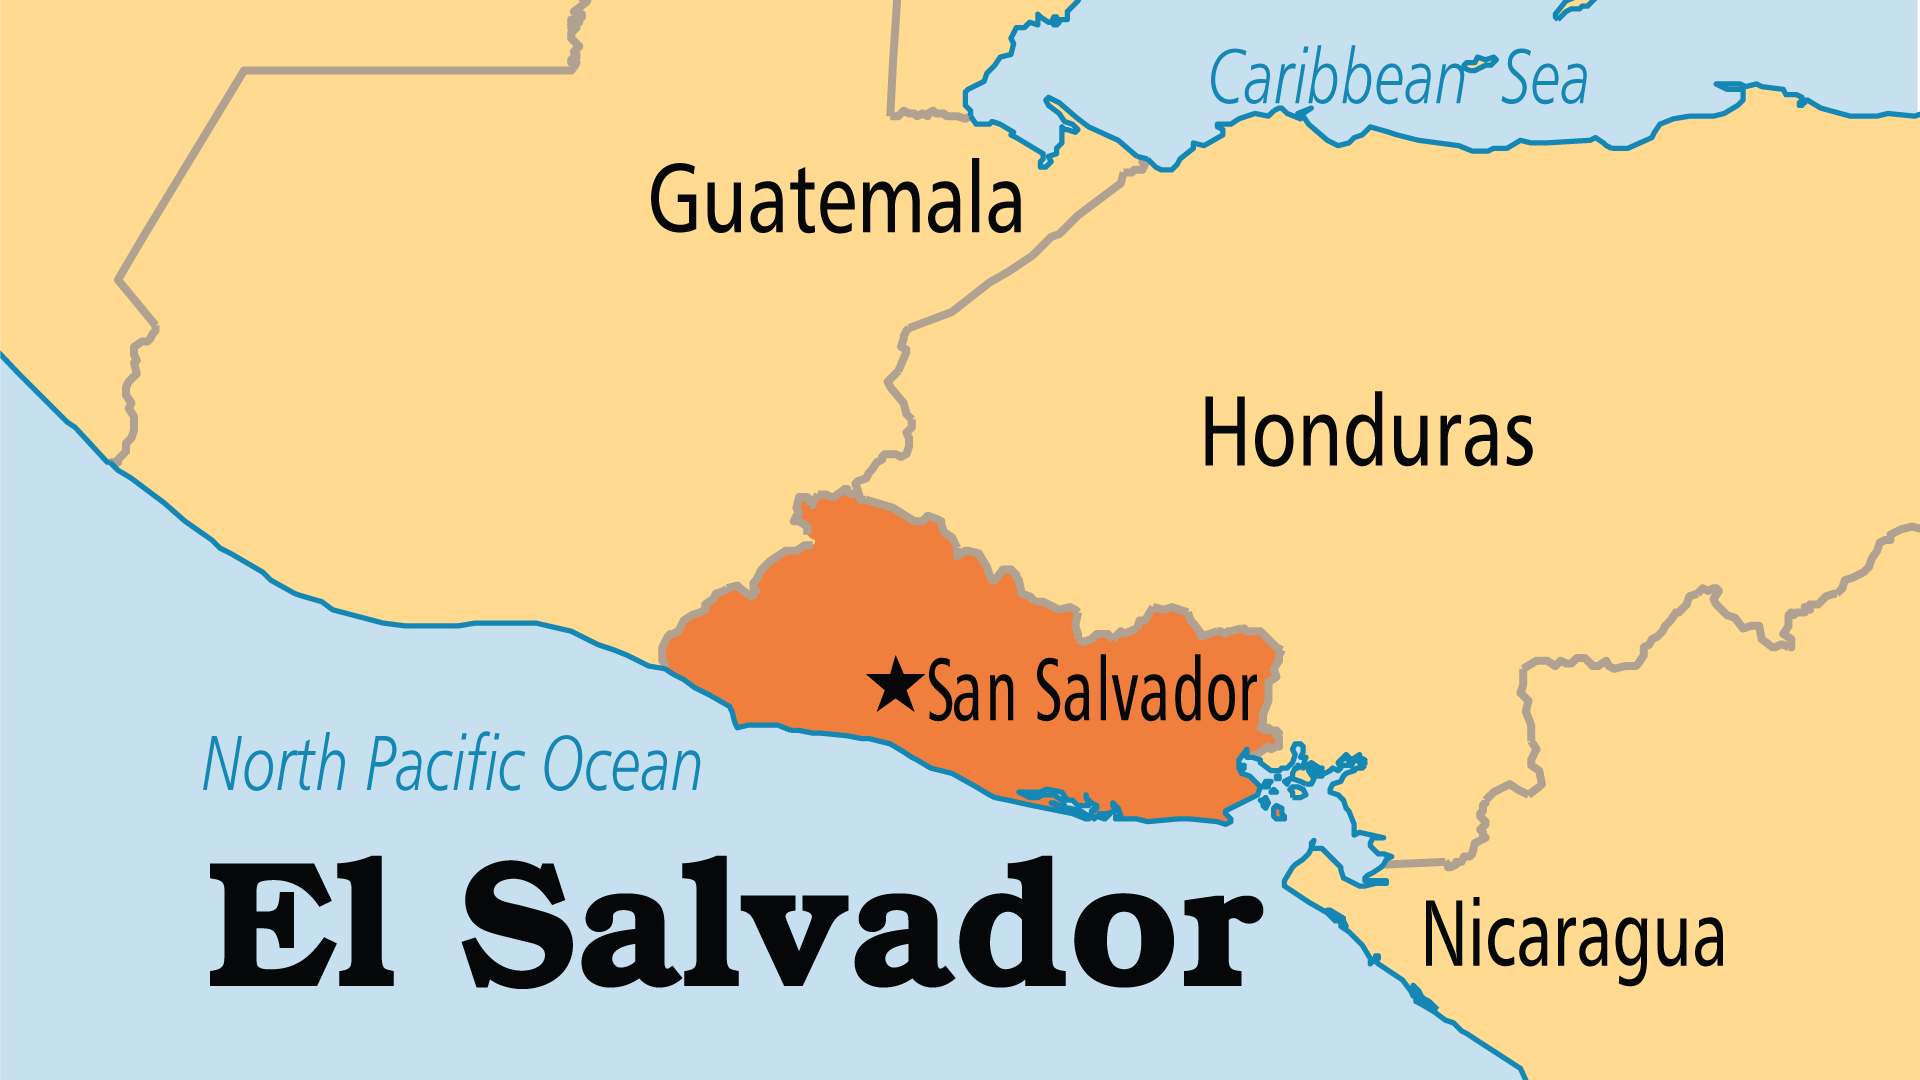 Caribbean Sea
Guatemala
Honduras
San Salvador
North Pacific Ocean
El Salvador
Nicaragua